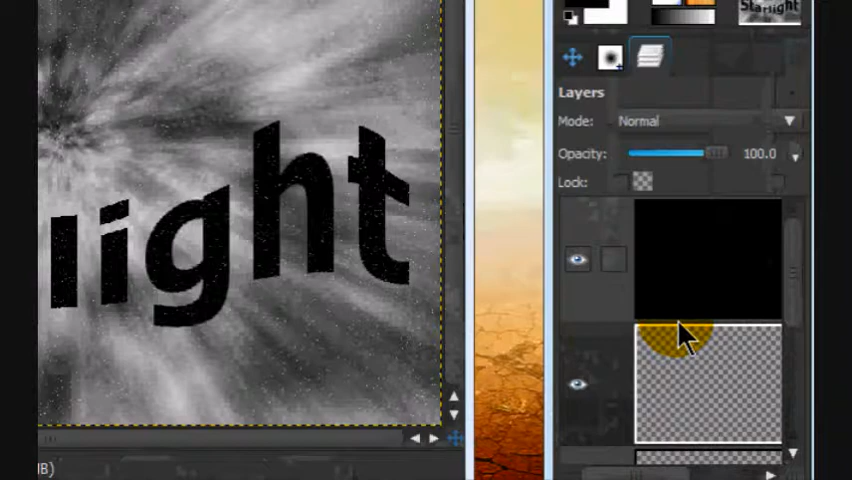 Starlight
Layers
Mode: Normal
Opacity: 100.0
Lock:
light
B)